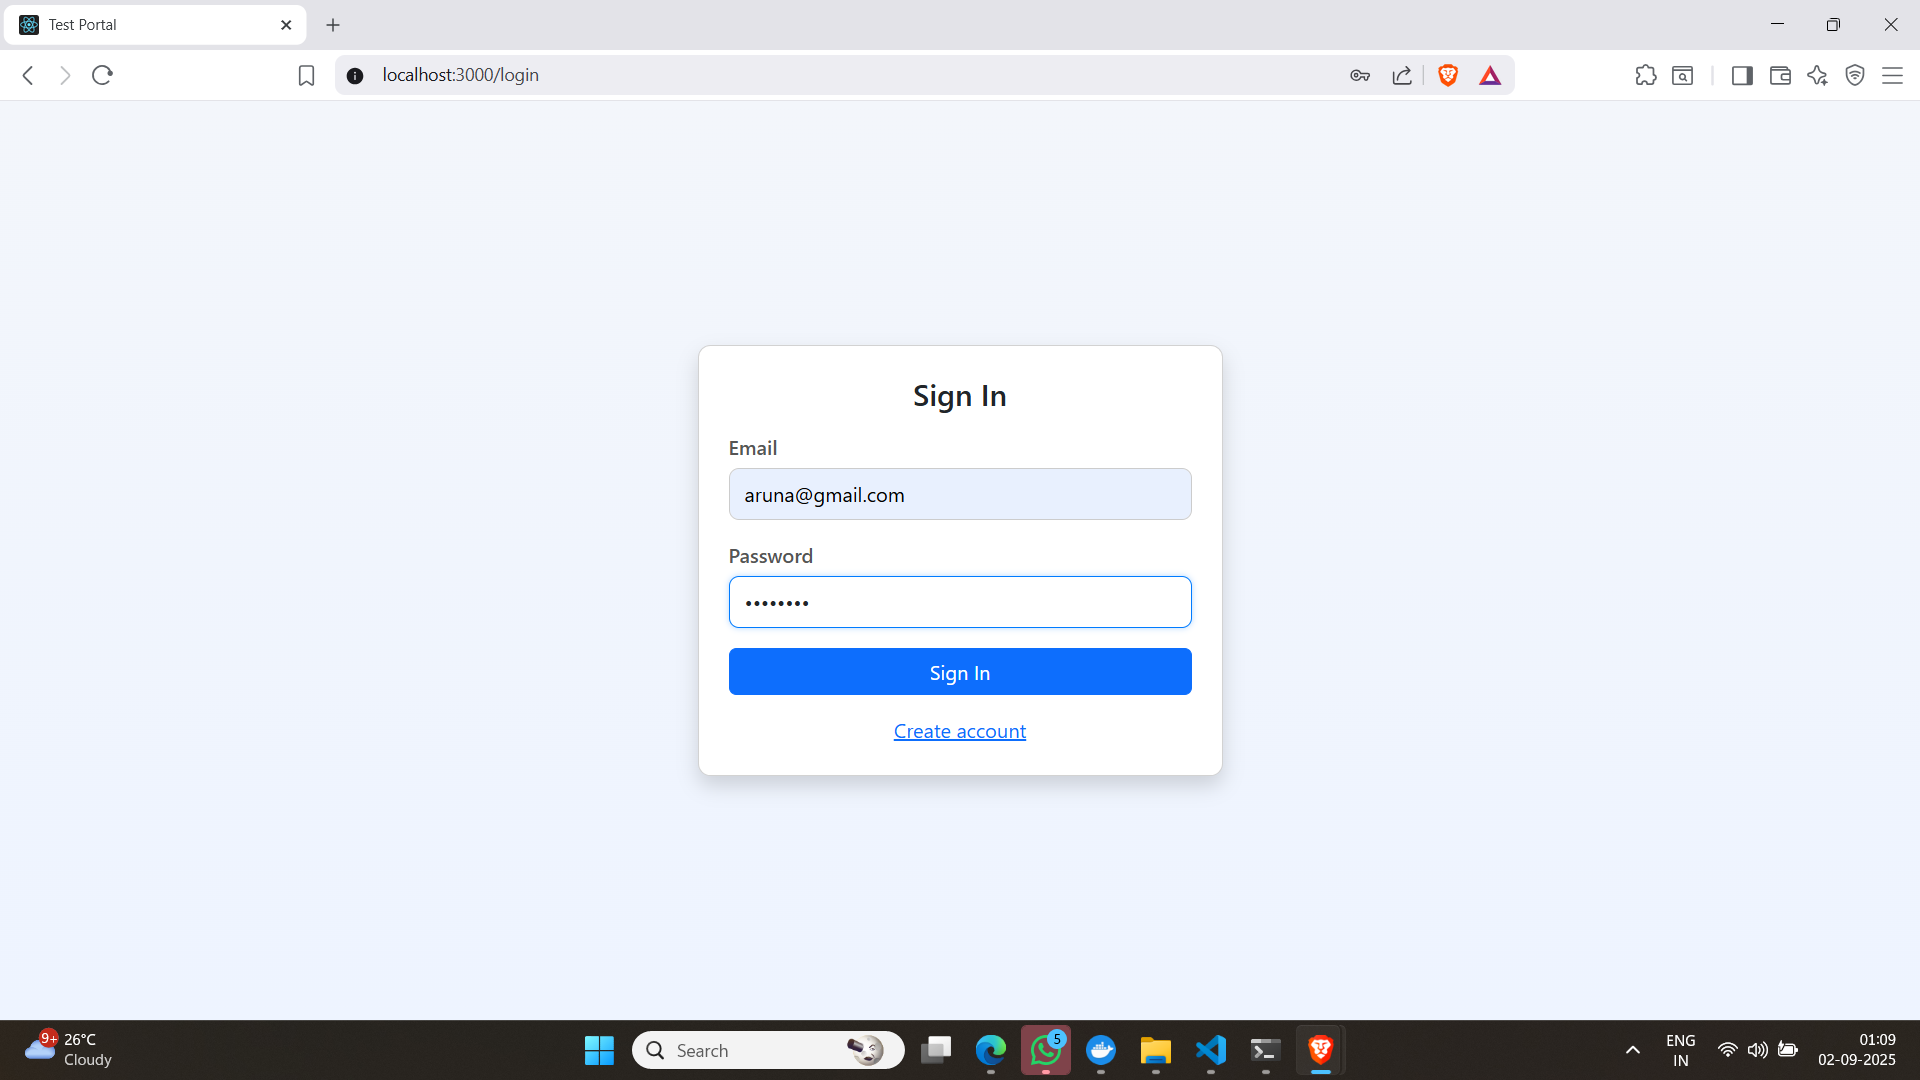 Test Portal
localhost:3000/login
Sign In
Email
aruna@gmail.com
Password
••••••••
Sign In
Create account
9+
26°C
Cloudy
Search
5
ENG
IN
01:09
02-09-2025